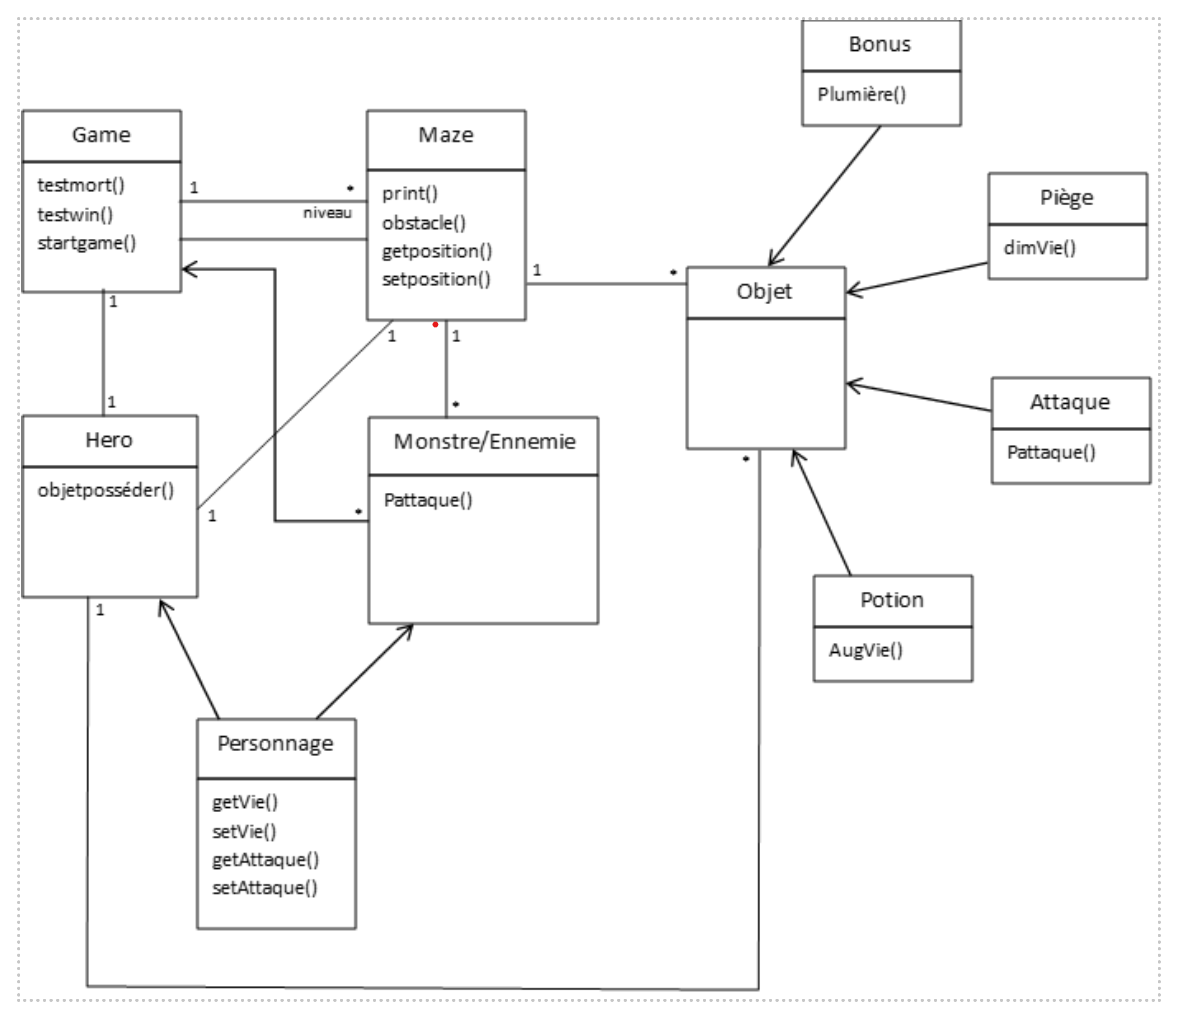 Bonus
Plumière()
Game
testmort()
testwin()
startgame()
1
*
niveau
Maze
print()
obstacle()
getposition()
setposition()
1
*
Piège
dimVie()
Objet
1
1
1
*
1
Attaque
Pattaque()
Hero
objetposséder()
1
Monstre/Ennemie
Pattaque()
*
*
1
Potion
AugVie()
Personnage
getVie()
setVie()
getAttaque()
setAttaque()